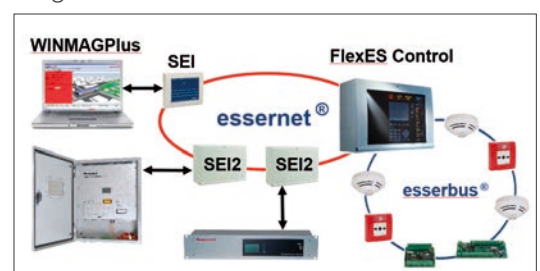 WINMAGPlus
SEI
FlexES Control
essernet®
SEI2
SEI2
esserbus®